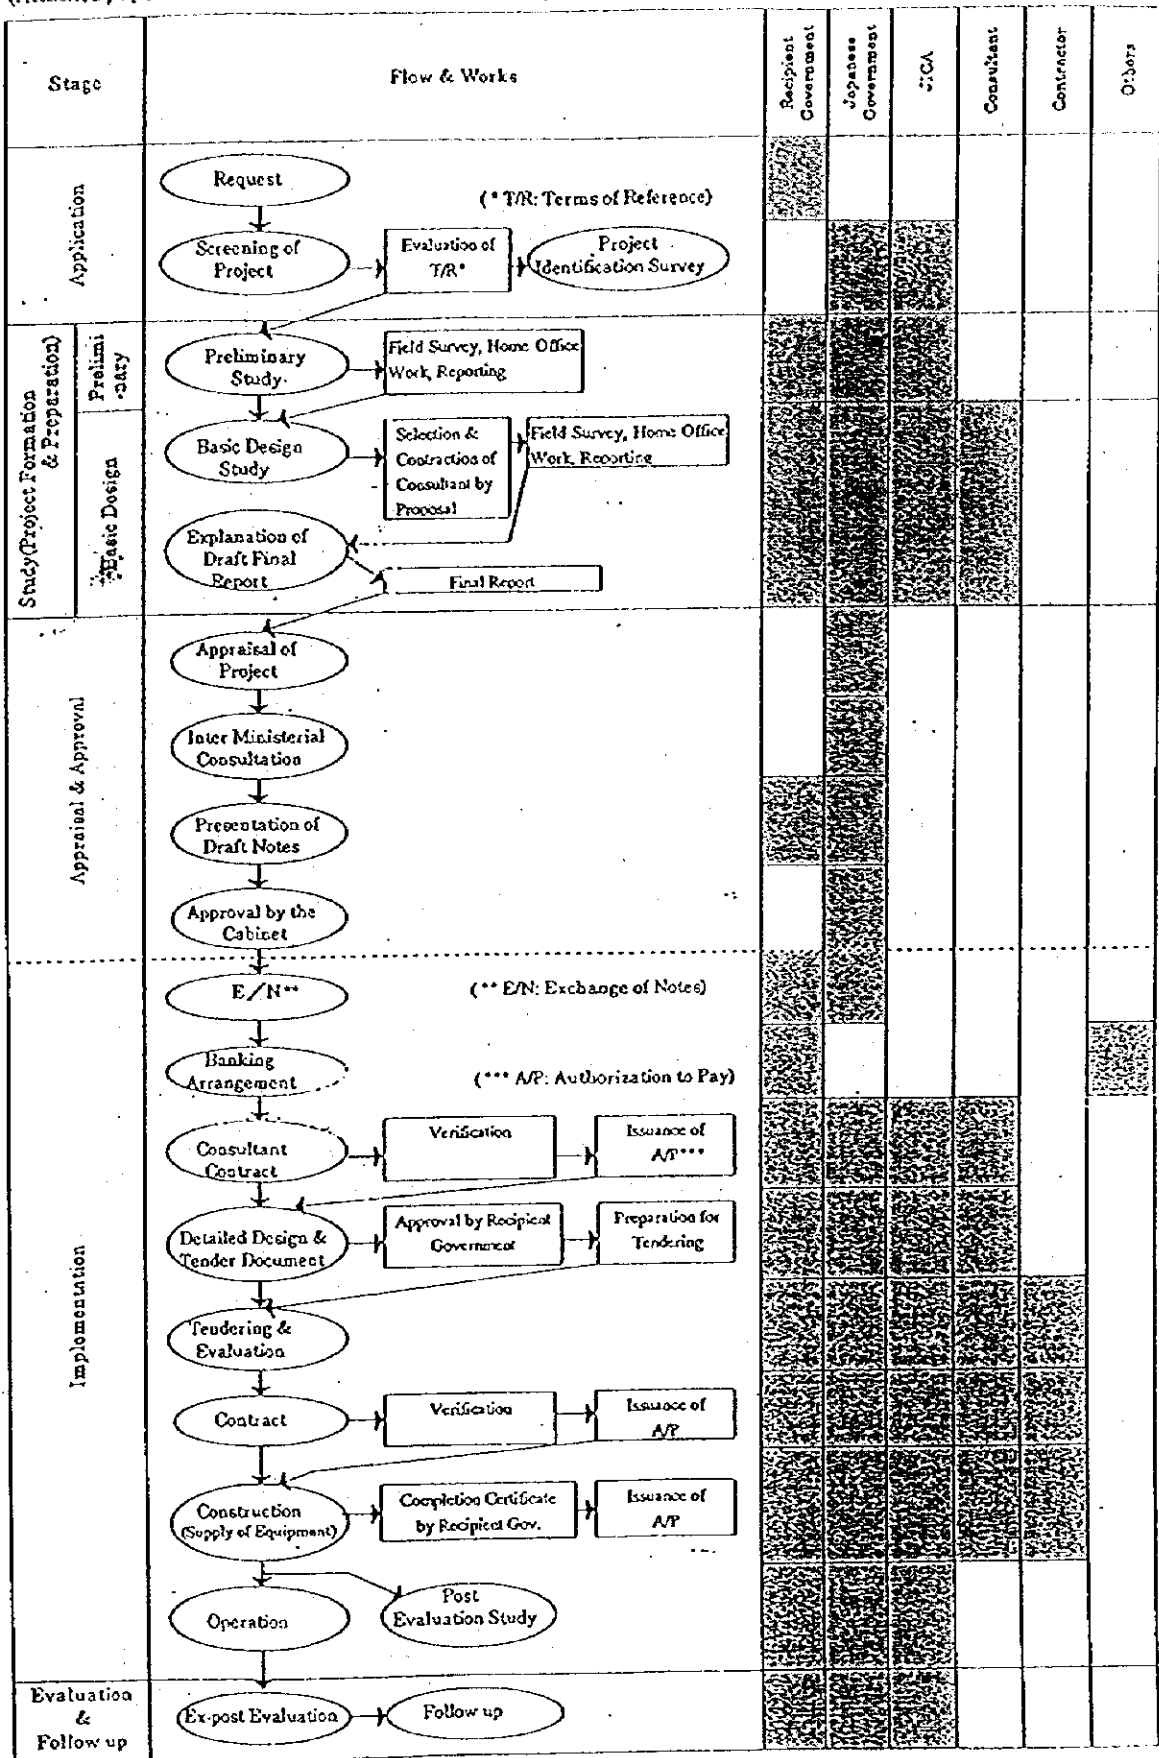 Stage
Flow & Works
Recipient
Government
Japanese
Government
JICA
Consultant
Contractor
Others
Application
Request
(* T/R: Terms of Reference)
Screening of
Project
Evaluation of
T/R*
Project
Identification Survey
Study(Project Formation
& Preparation)
Prelimi
-nary
Preliminary
Study
Field Survey, Home Office
Work, Reporting
Basic Design
Basic Design
Study
Selection &
Contraction of
Consultant by
Proposal
Field Survey, Home Office
Work, Reporting
Explanation of
Draft Final
Report
Final Report
Appraisal & Approval
Appraisal of
Project
Inter Ministerial
Consultation
Presentation of
Draft Notes
Approval by the
Cabinet
Implementation
E/N**
(** E/N: Exchange of Notes)
Banking
Arrangement
(*** A/P: Authorization to Pay)
Consultant
Contract
Verification
Issuance of
A/P***
Detailed Design &
Tender Document
Approval by Recipient
Government
Preparation for
Tendering
Tendering &
Evaluation
Contract
Verification
Issuance of
A/P
Construction
(Supply of Equipment)
Completion Certificate
by Recipient Gov.
Issuance of
A/P
Operation
Post
Evaluation Study
Evaluation
&
Follow up
Ex-post Evaluation
Follow up